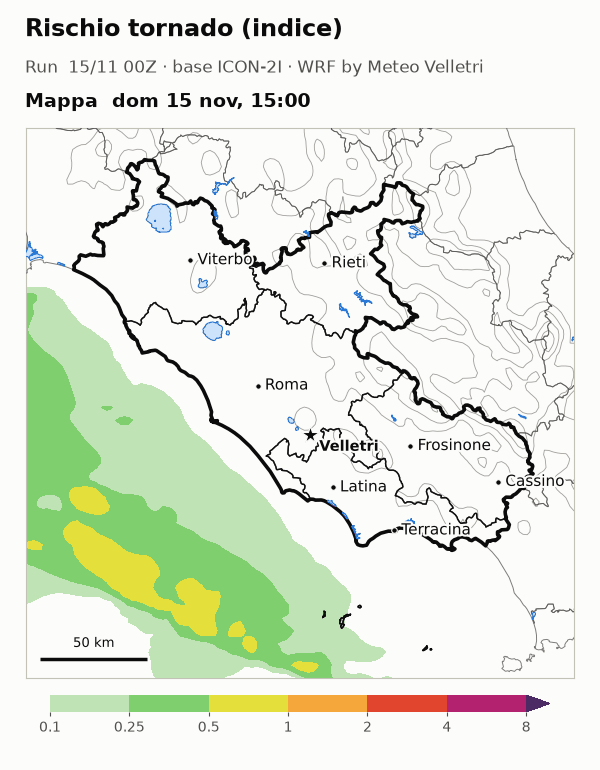 Rischio tornado (indice)
Run  15/11 00Z · base ICON-2I · WRF by Meteo Velletri
Mappa  dom 15 nov, 15:00
Viterbo
Rieti
Roma
Velletri
Frosinone
Latina
Cassino
Terracina
50 km
0.1 0.25 0.5 1 2 4 8